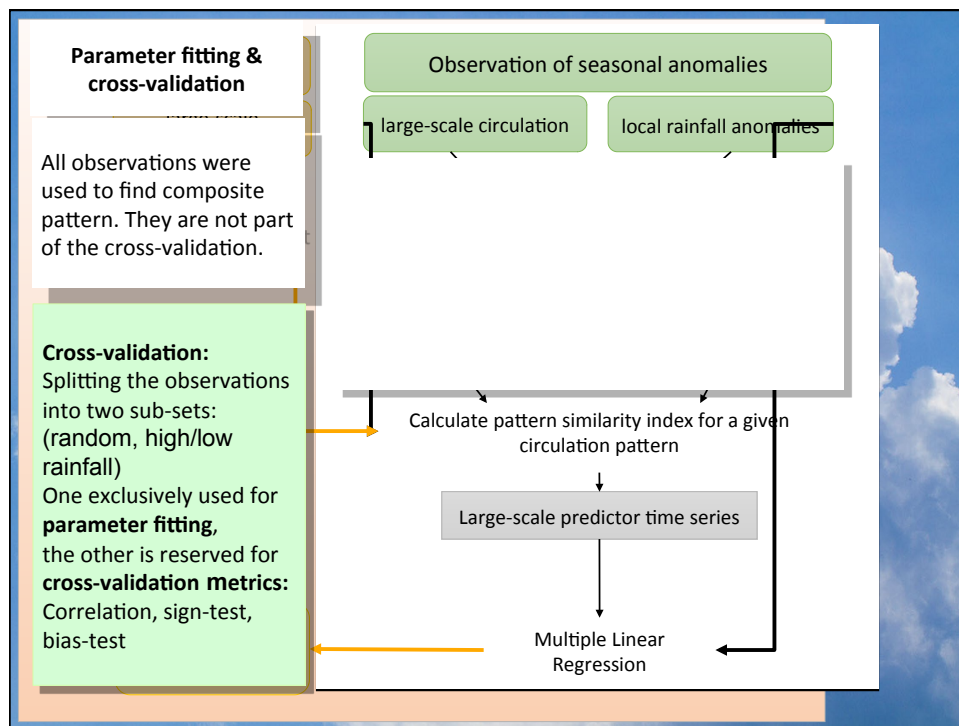 Parameter fitting &
cross-validation
All observations were
used to find composite
pattern. They are not part
of the cross-validation.
Cross-validation:
Splitting the observations
into two sub-sets:
(random, high/low
rainfall)
One exclusively used for
parameter fitting,
the other is reserved for
cross-validation metrics:
Correlation, sign-test,
bias-test
Observation of seasonal anomalies
large-scale circulation
local rainfall anomalies
Calculate pattern similarity index for a given
circulation pattern
Large-scale predictor time series
Multiple Linear
Regression